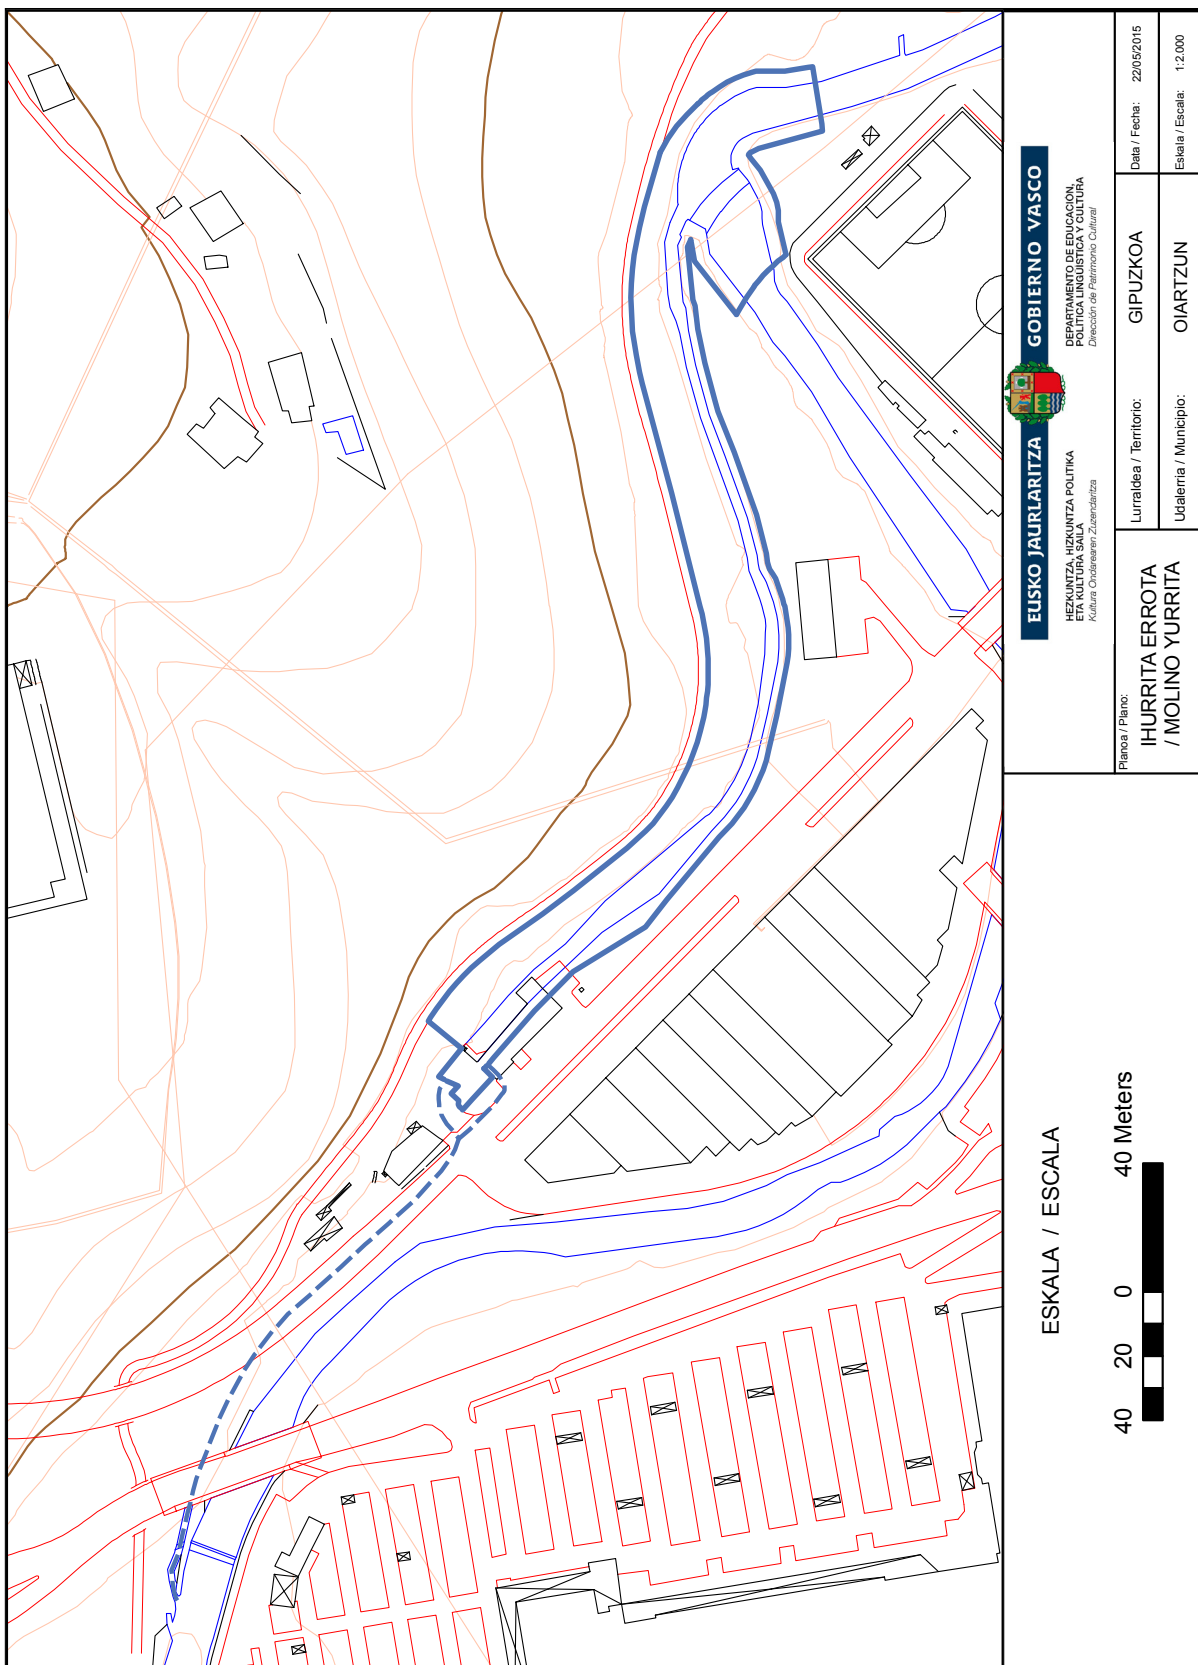 EUSKO JAURLARITZA
GOBIERNO VASCO
HEZKUNTZA, HIZKUNTZA POLITIKA
ETA KULTURA SAILA
Kultura Ondarearen Zuzendaritza
DEPARTAMENTO DE EDUCACIÓN,
POLÍTICA LINGÜÍSTICA Y CULTURA
Dirección de Patrimonio Cultural
Planoa / Plano:
IHURRITA ERROTA
/ MOLINO YURRITA
Lurraldea / Territorio: GIPUZKOA
Udalerria / Municipio: OIARTZUN
Data / Fecha: 22/05/2015
Eskala / Escala: 1:2.000
ESKALA / ESCALA
40 20 0 40 Meters